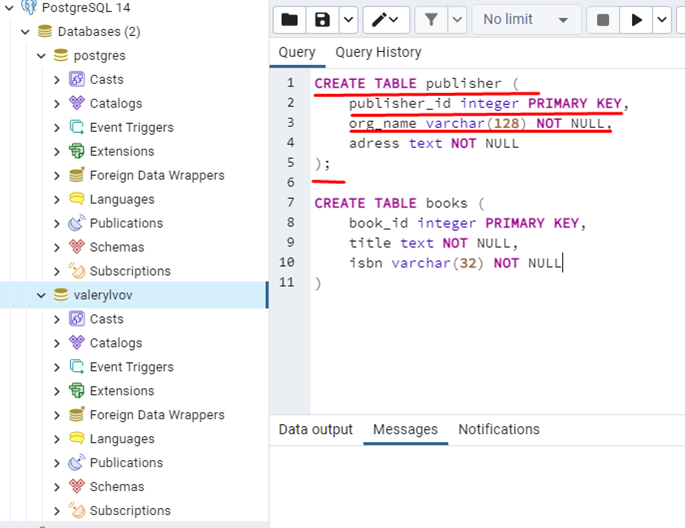 PostgreSQL 14
Databases (2)
postgres
Casts
Catalogs
Event Triggers
Extensions
Foreign Data Wrappers
Languages
Publications
Schemas
Subscriptions
valerylvov
Casts
Catalogs
Event Triggers
Extensions
Foreign Data Wrappers
Languages
Publications
Schemas
Subscriptions
No limit
Query Query History
1 CREATE TABLE publisher (
2 publisher_id integer PRIMARY KEY,
3 org_name varchar(128) NOT NULL,
4 adress text NOT NULL
5 );
6
7 CREATE TABLE books (
8 book_id integer PRIMARY KEY,
9 title text NOT NULL,
10 isbn varchar(32) NOT NULL
11 )
Data output Messages Notifications